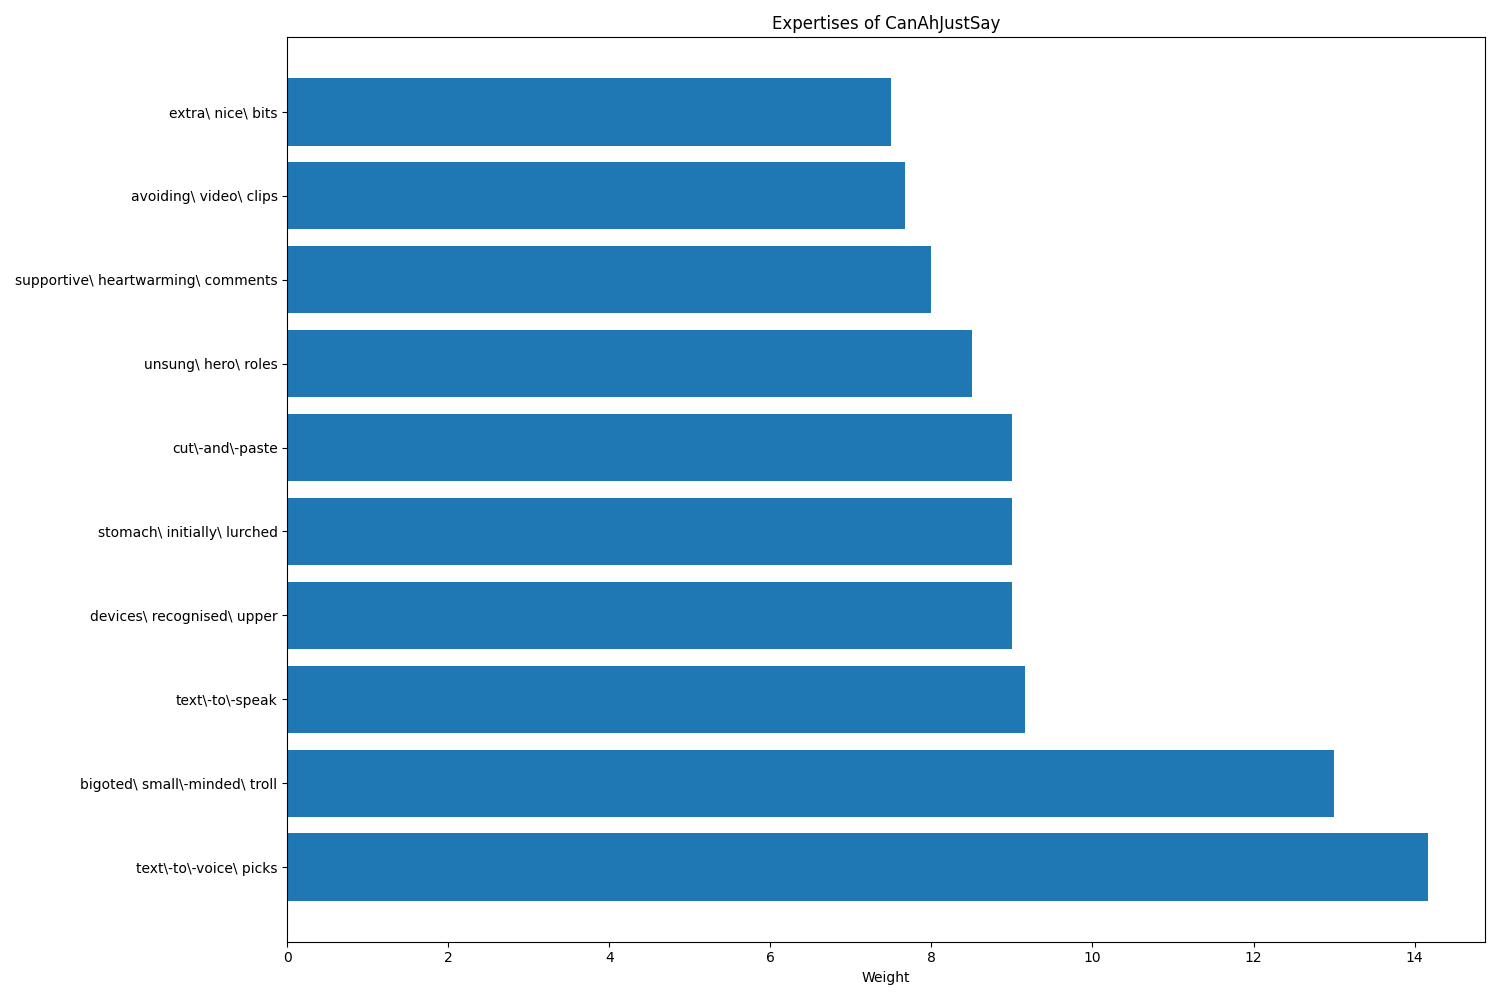 Expertises of CanAhJustSay
extra\ nice\ bits
avoiding\ video\ clips
supportive\ heartwarming\ comments
unsung\ hero\ roles
cut\-and\-paste
stomach\ initially\ lurched
devices\ recognised\ upper
text\-to\-speak
bigoted\ small\-minded\ troll
text\-to\-voice\ picks
0 2 4 6 8 10 12 14
Weight